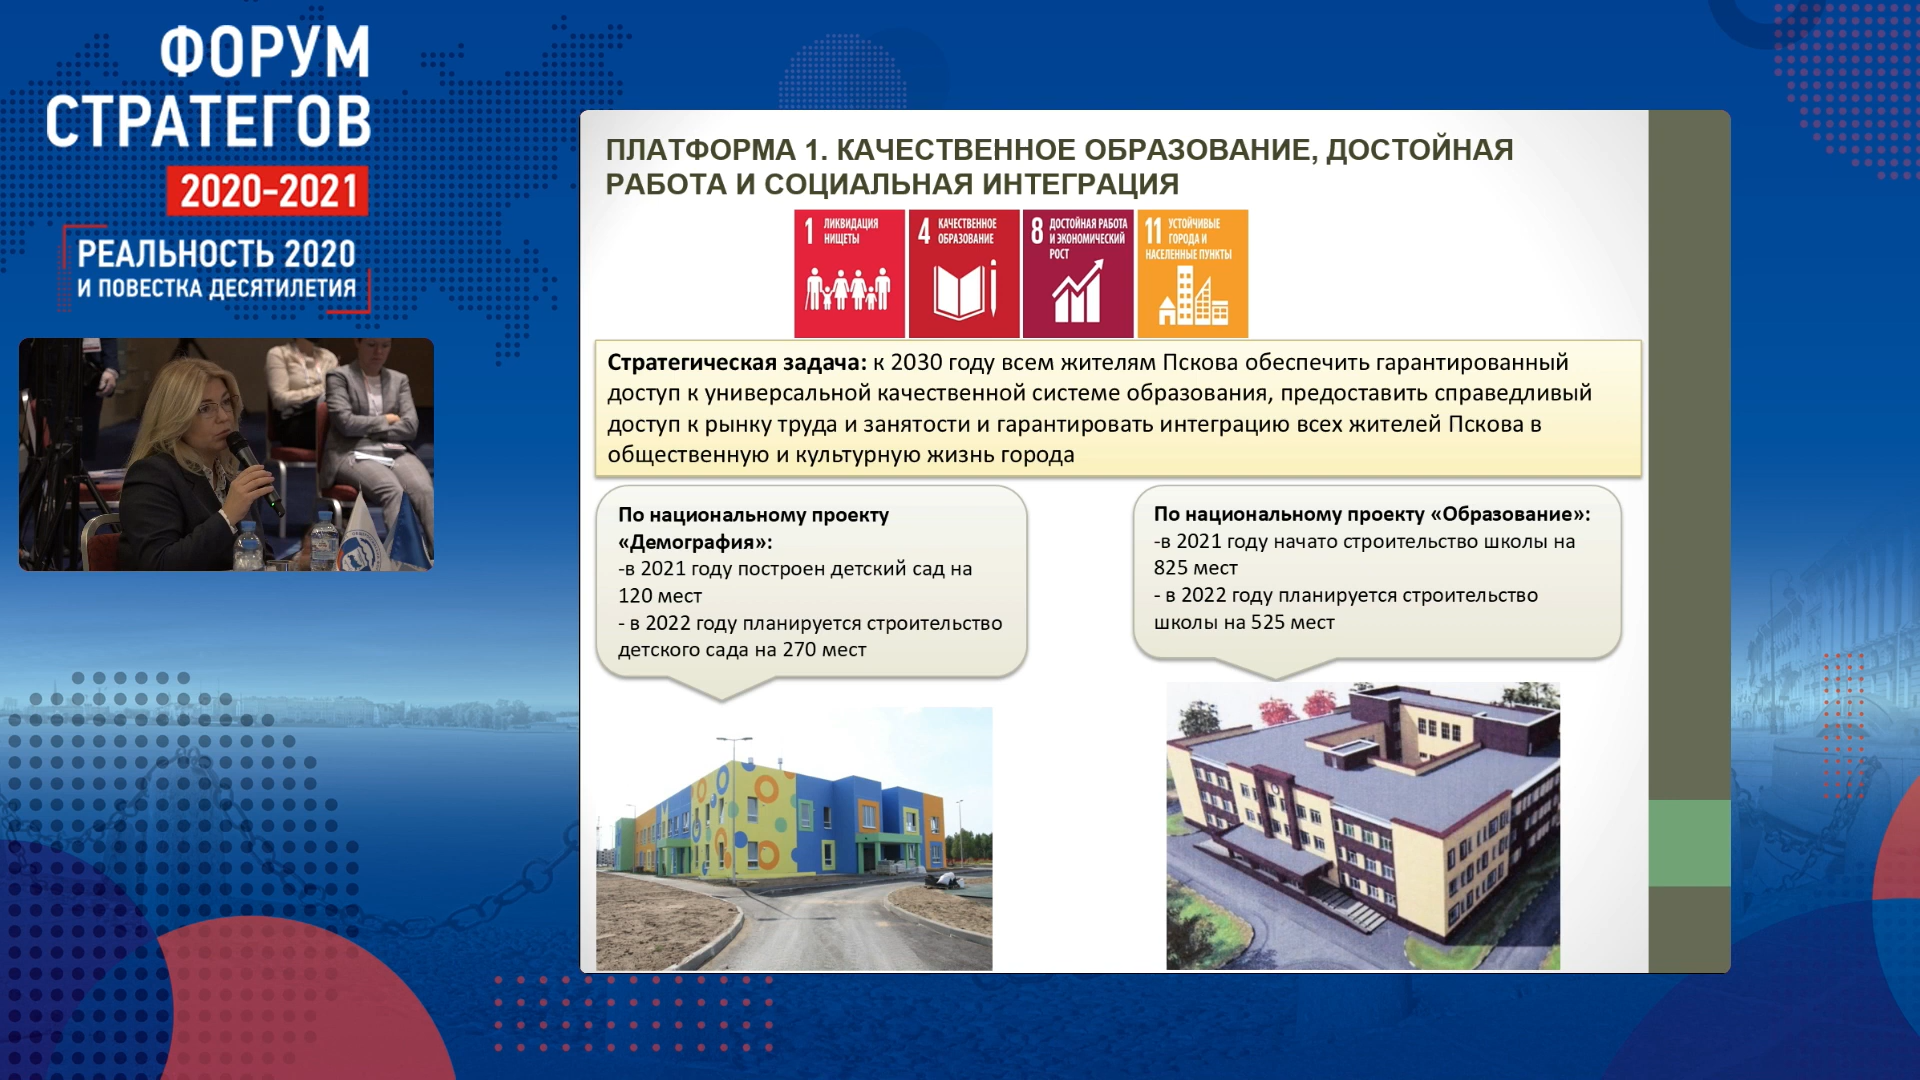 ФОРУМ
СТРАТЕГОВ
2020-2021
РЕАЛЬНОСТЬ 2020
И ПОВЕСТКА ДЕСЯТИЛЕТИЯ
ПЛАТФОРМА 1. КАЧЕСТВЕННОЕ ОБРАЗОВАНИЕ, ДОСТОЙНАЯ
РАБОТА И СОЦИАЛЬНАЯ ИНТЕГРАЦИЯ
1 ЛИКВИДАЦИЯ
НИЩЕТЫ
4 КАЧЕСТВЕННОЕ
ОБРАЗОВАНИЕ
8 ДОСТОЙНАЯ РАБОТА
И ЭКОНОМИЧЕСКИЙ
РОСТ
11 УСТОЙЧИВЫЕ
ГОРОДА И
НАСЕЛЕННЫЕ ПУНКТЫ
Стратегическая задача: к 2030 году всем жителям Пскова обеспечить гарантированный
доступ к универсальной качественной системе образования, предоставить справедливый
доступ к рынку труда и занятости и гарантировать интеграцию всех жителей Пскова в
общественную и культурную жизнь города
По национальному проекту
«Демография»:
-в 2021 году построен детский сад на
120 мест
- в 2022 году планируется строительство
детского сада на 270 мест
По национальному проекту «Образование»:
-в 2021 году начато строительство школы на
825 мест
- в 2022 году планируется строительство
школы на 525 мест